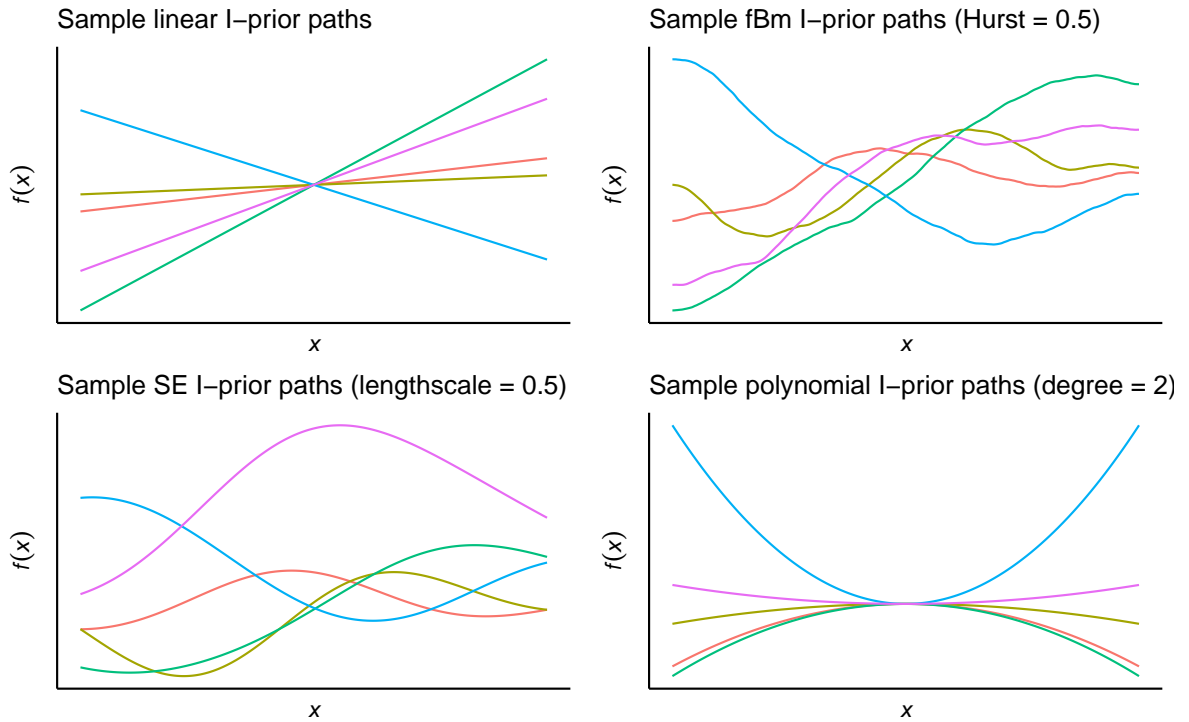 Sample linear I−prior paths
f(x)
x
Sample fBm I−prior paths (Hurst = 0.5)
f(x)
x
Sample SE I−prior paths (lengthscale = 0.5)
f(x)
x
Sample polynomial I−prior paths (degree = 2)
f(x)
x